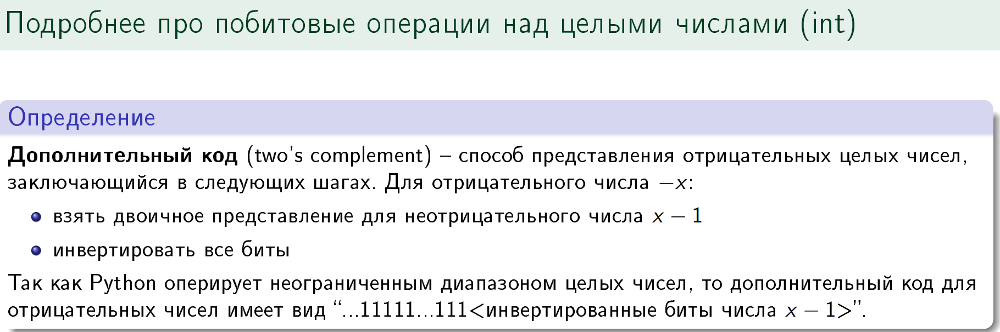 Подробнее про побитовые операции над целыми числами (int)
Определение
Дополнительный код (two's complement) – способ представления отрицательных целых чисел,
заключающийся в следующих шагах. Для отрицательного числа −x:
взять двоичное представление для неотрицательного числа x − 1
инвертировать все биты
Так как Python оперирует неограниченным диапазоном целых чисел, то дополнительный код для
отрицательных чисел имеет вид “...11111...111<инвертированные биты числа x − 1>”.